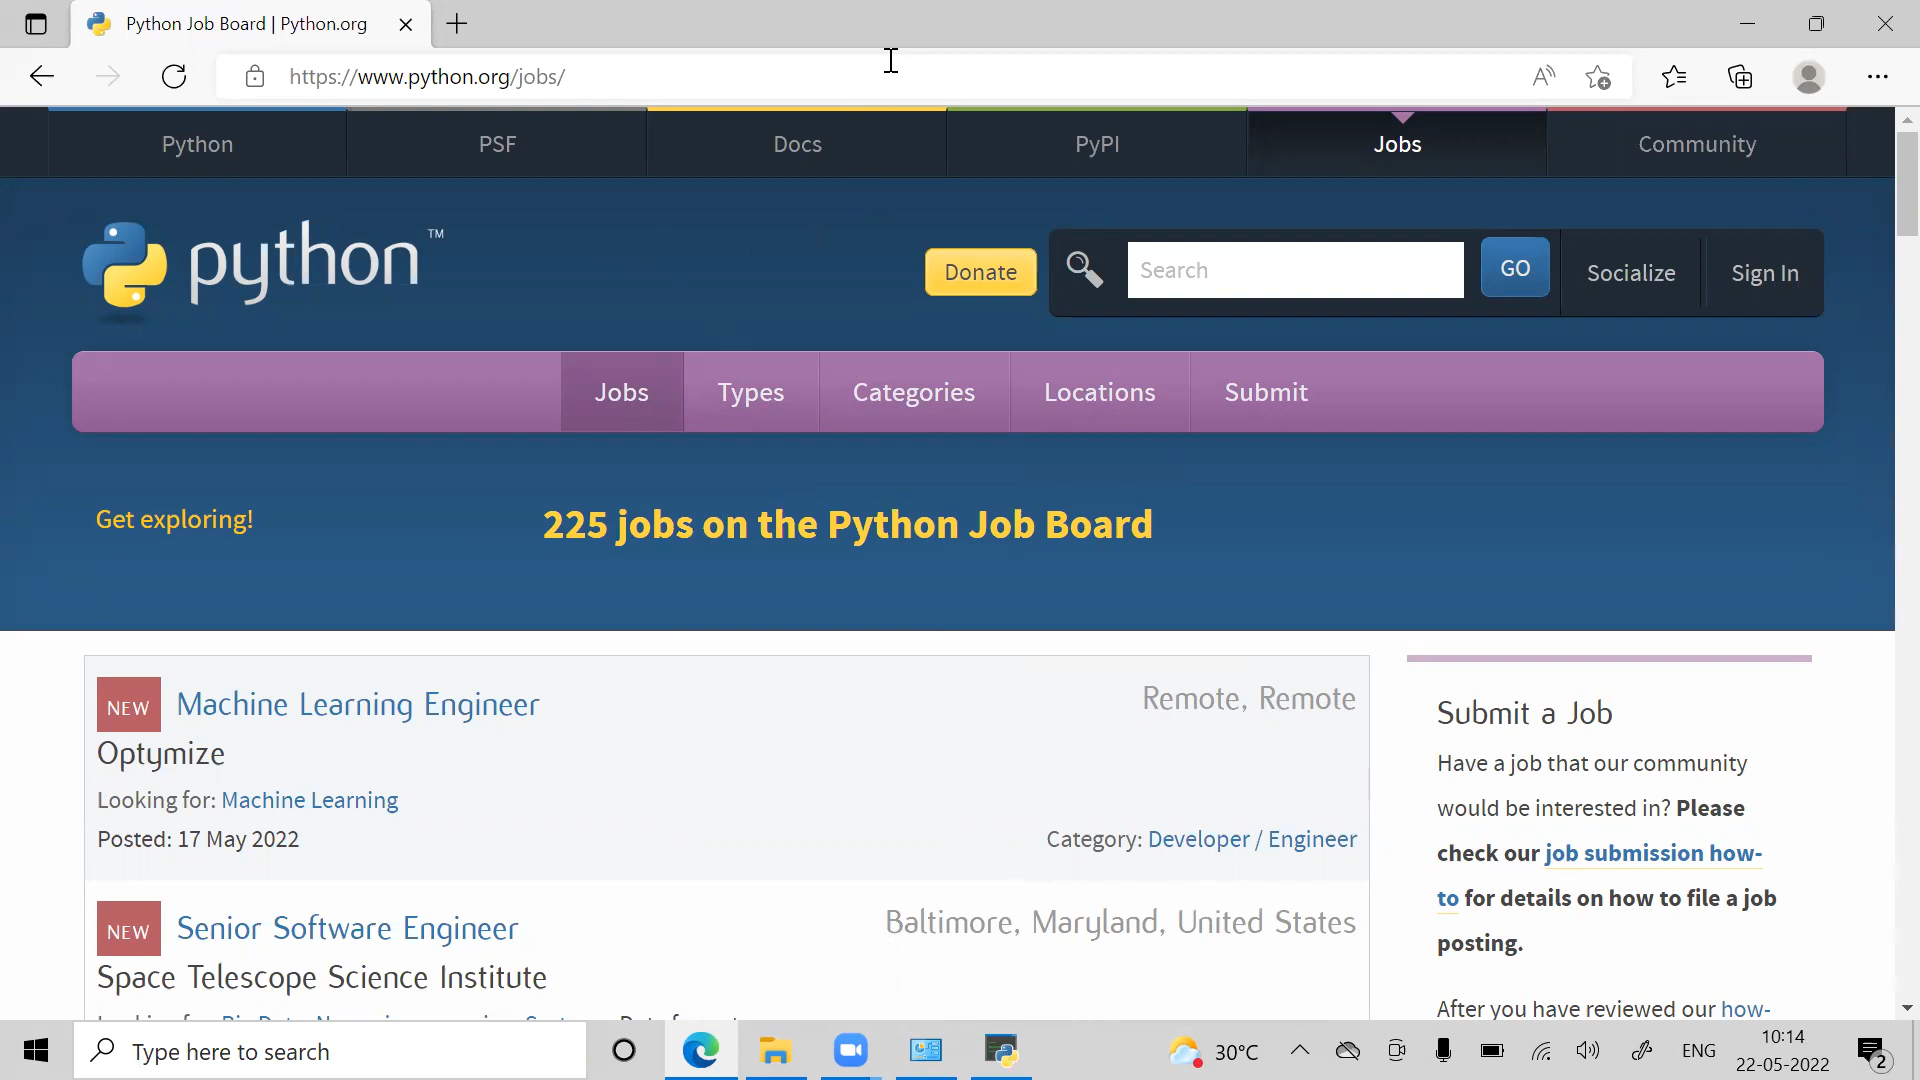 Python Job Board | Python.org
https://www.python.org/jobs/
Python
PSF
Docs
PyPI
Jobs
Community
python™
Donate
Search
GO
Socialize
Sign In
Jobs
Types
Categories
Locations
Submit
Get exploring!
225 jobs on the Python Job Board
NEW Machine Learning Engineer
Remote, Remote
Optymize
Looking for: Machine Learning
Posted: 17 May 2022
Category: Developer / Engineer
NEW Senior Software Engineer
Baltimore, Maryland, United States
Space Telescope Science Institute
Submit a Job
Have a job that our community
would be interested in? Please
check our job submission how-
to for details on how to file a job
posting.
After you have reviewed our how-
Type here to search
30°C
ENG
10:14
22-05-2022
2